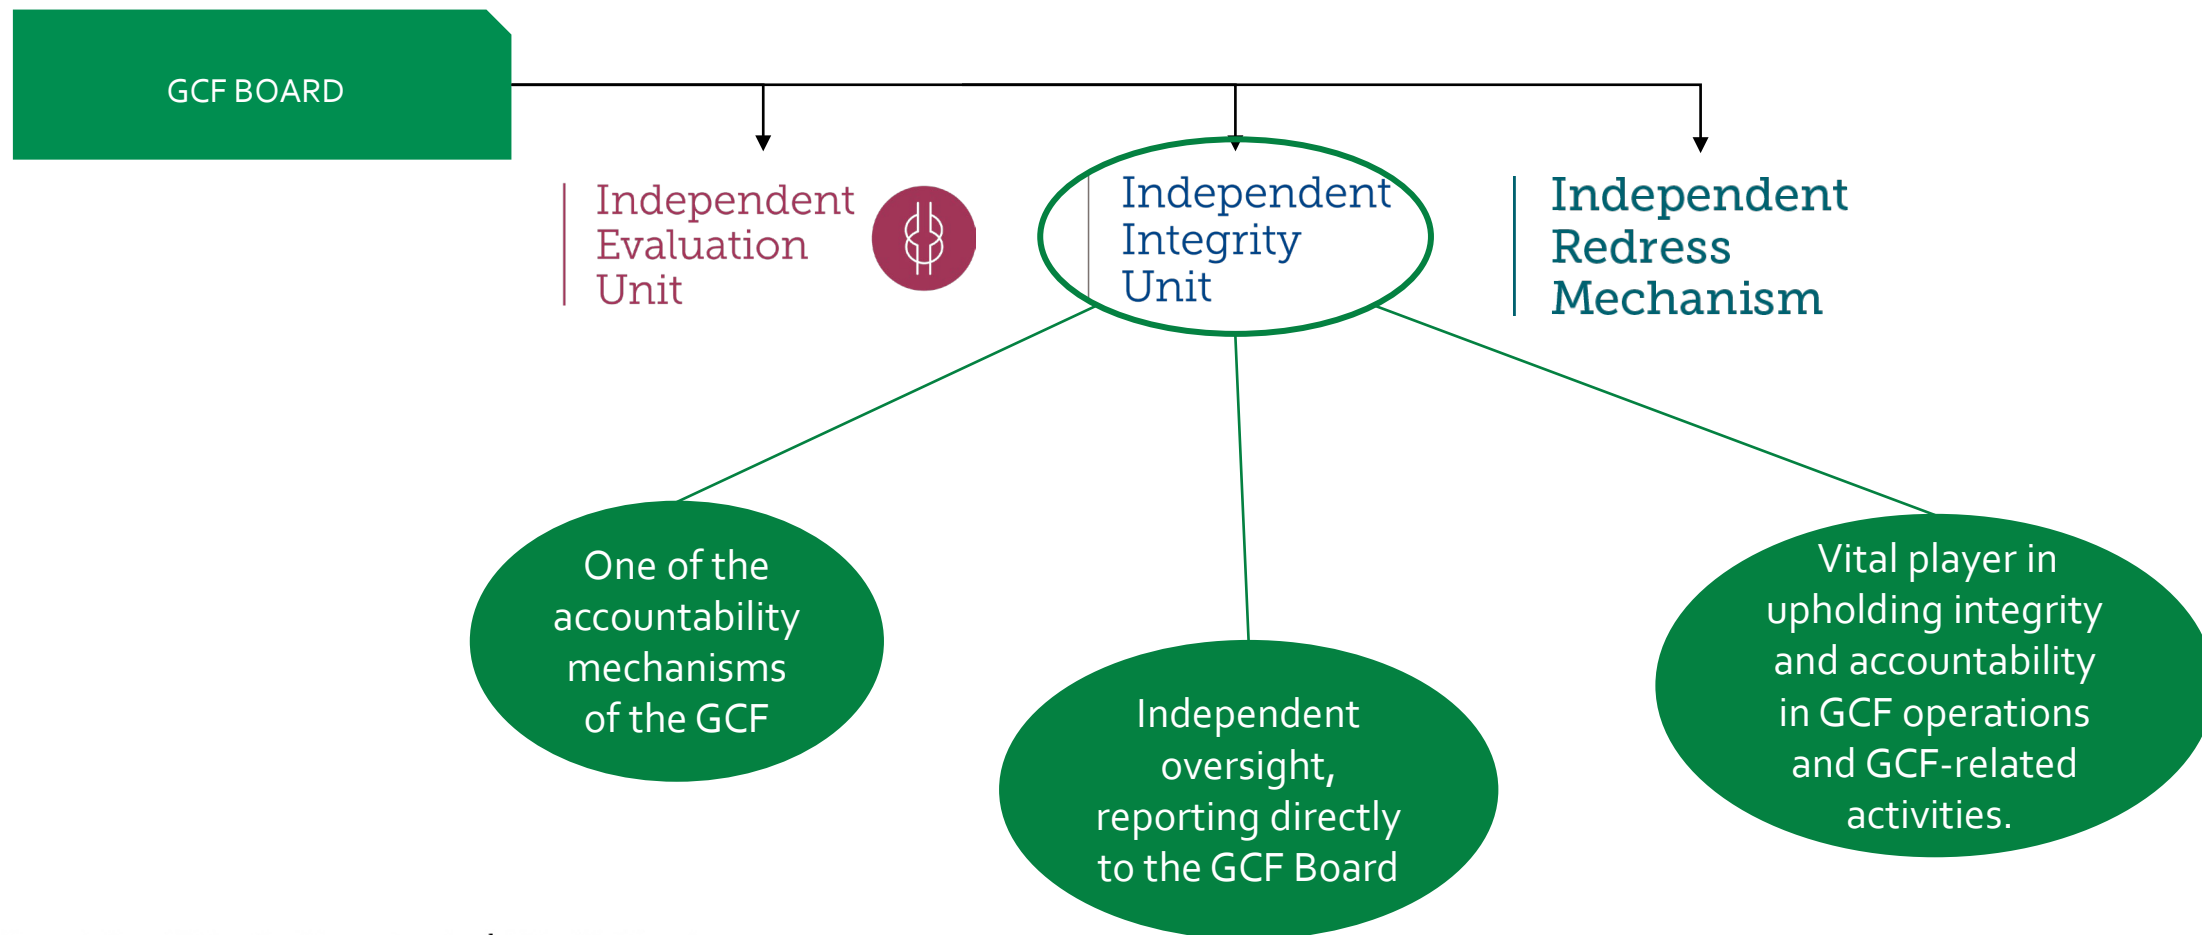 GCF BOARD
Independent
Evaluation
Unit
Independent
Integrity
Unit
Independent
Redress
Mechanism
One of the
accountability
mechanisms
of the GCF
Independent
oversight,
reporting directly
to the GCF Board
Vital player in
upholding integrity
and accountability
in GCF operations
and GCF-related
activities.